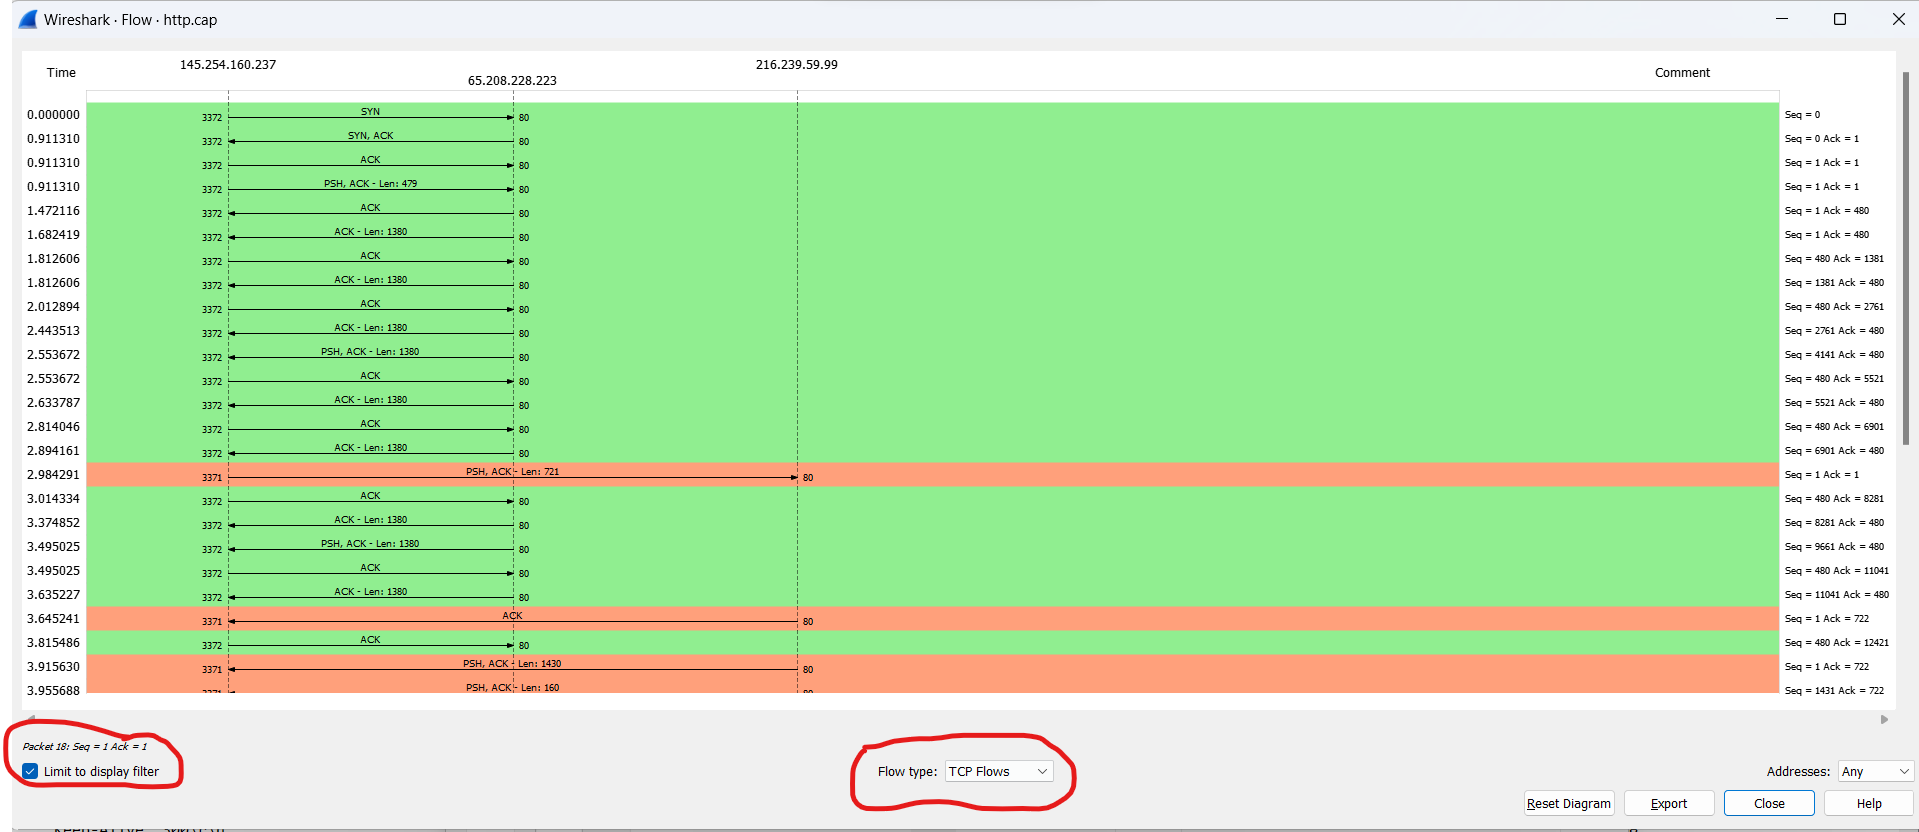 Wireshark · Flow · http.cap
145.254.160.237 216.239.59.99
Time 65.208.228.223 Comment
0.000000 3372 SYN 80 Seq = 0
0.911310 3372 SYN, ACK 80 Seq = 0 Ack = 1
0.911310 3372 ACK 80 Seq = 1 Ack = 1
0.911310 3372 PSH, ACK - Len: 479 80 Seq = 1 Ack = 1
1.472116 3372 ACK 80 Seq = 1 Ack = 480
1.682419 3372 ACK - Len: 1380 80 Seq = 1 Ack = 480
1.812606 3372 ACK 80 Seq = 480 Ack = 1381
1.812606 3372 ACK - Len: 1380 80 Seq = 1381 Ack = 480
2.012894 3372 ACK 80 Seq = 480 Ack = 2761
2.443513 3372 ACK - Len: 1380 80 Seq = 2761 Ack = 480
2.553672 3372 PSH, ACK - Len: 1380 80 Seq = 4141 Ack = 480
2.553672 3372 ACK 80 Seq = 480 Ack = 5521
2.633787 3372 ACK - Len: 1380 80 Seq = 5521 Ack = 480
2.814046 3372 ACK 80 Seq = 480 Ack = 6901
2.894161 3372 ACK - Len: 1380 80 Seq = 6901 Ack = 480
2.984291 3371 PSH, ACK - Len: 721 80 Seq = 1 Ack = 1
3.014334 3372 ACK 80 Seq = 480 Ack = 8281
3.374852 3372 ACK - Len: 1380 80 Seq = 8281 Ack = 480
3.495025 3372 PSH, ACK - Len: 1380 80 Seq = 9661 Ack = 480
3.495025 3372 ACK 80 Seq = 480 Ack = 11041
3.635227 3372 ACK - Len: 1380 80 Seq = 11041 Ack = 480
3.645241 3371 ACK 80 Seq = 1 Ack = 722
3.815486 3372 ACK 80 Seq = 480 Ack = 12421
3.915630 3371 PSH, ACK - Len: 1430 80 Seq = 1 Ack = 722
3.955688 PSH, ACK - Len: 160 Seq = 1431 Ack = 722
Packet 18: Seq = 1 Ack = 1
Limit to display filter Flow type: TCP Flows Addresses: Any
Reset Diagram Export Close Help